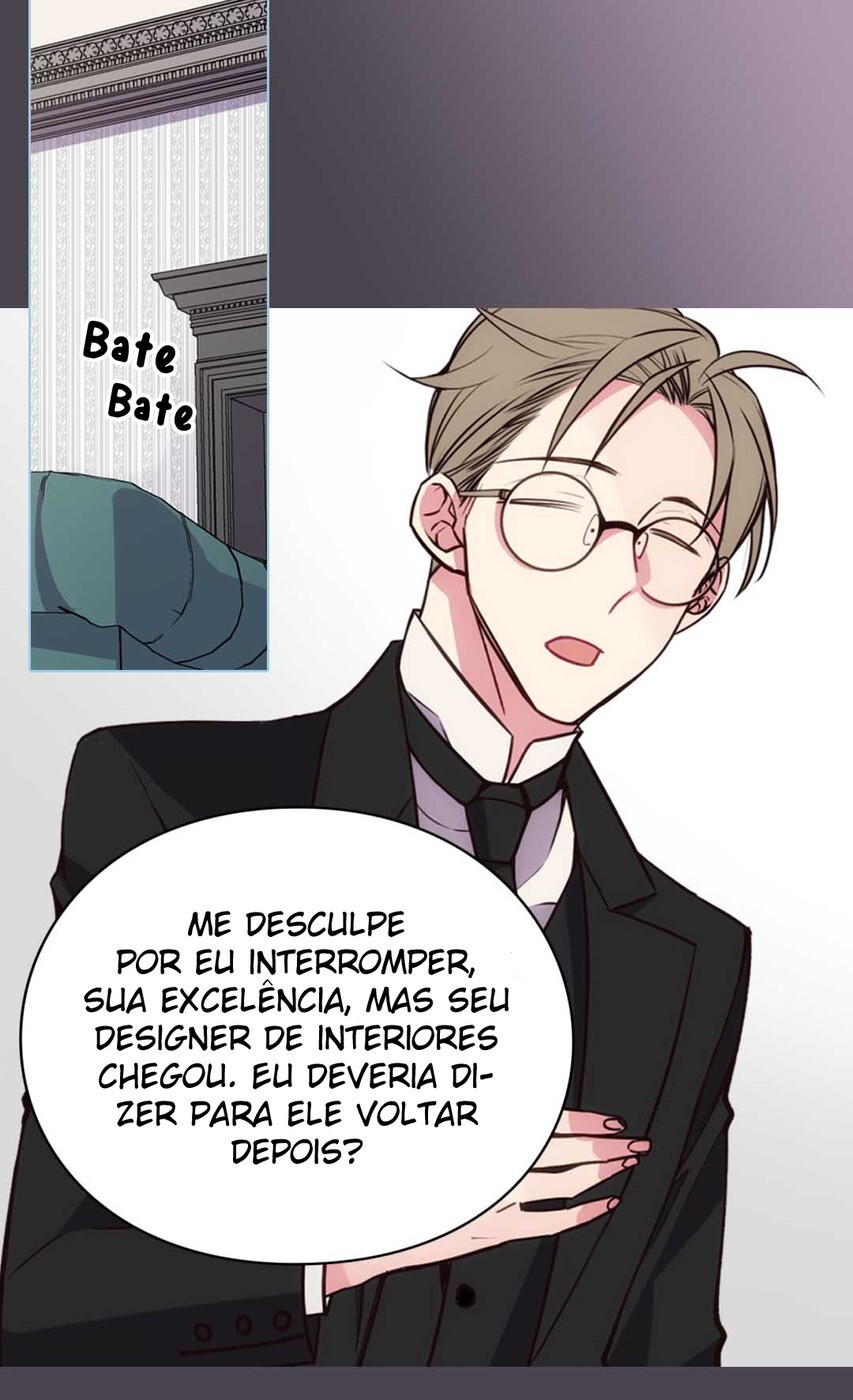 Bate
Bate
ME DESCULPE
POR EU INTERROMPER,
SUA EXCELÊNCIA, MAS SEU
DESIGNER DE INTERIORES
CHEGOU. EU DEVERIA DI-
ZER PARA ELE VOLTAR
DEPOIS?